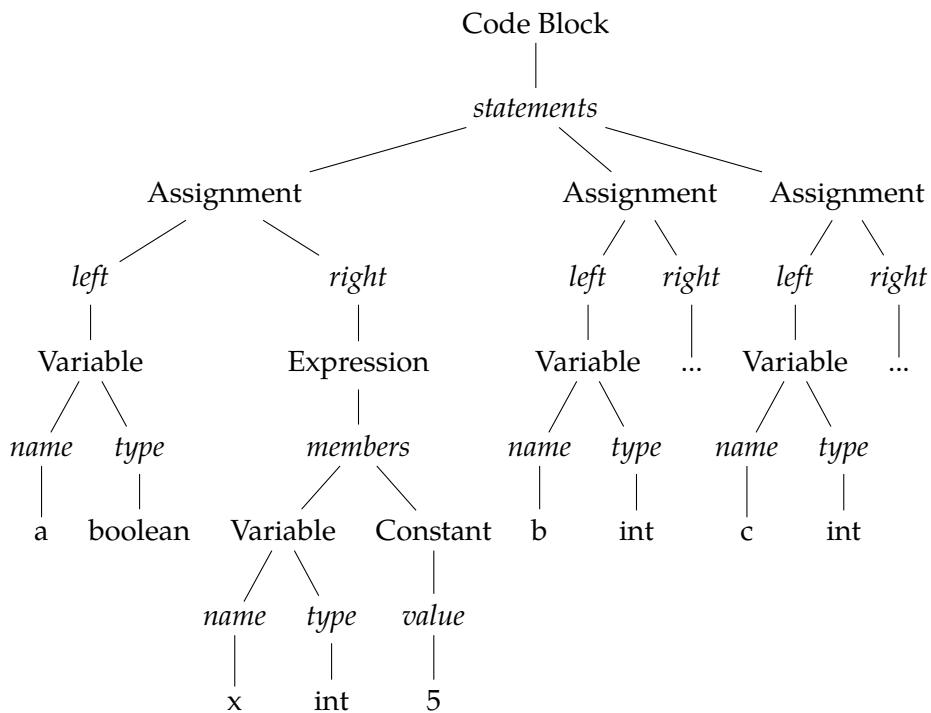 Code Block
statements
Assignment Assignment Assignment
left right left right left right
Variable Expression Variable ... Variable ...
name type members name type name type
a boolean Variable Constant b int c int
name type value
x int 5